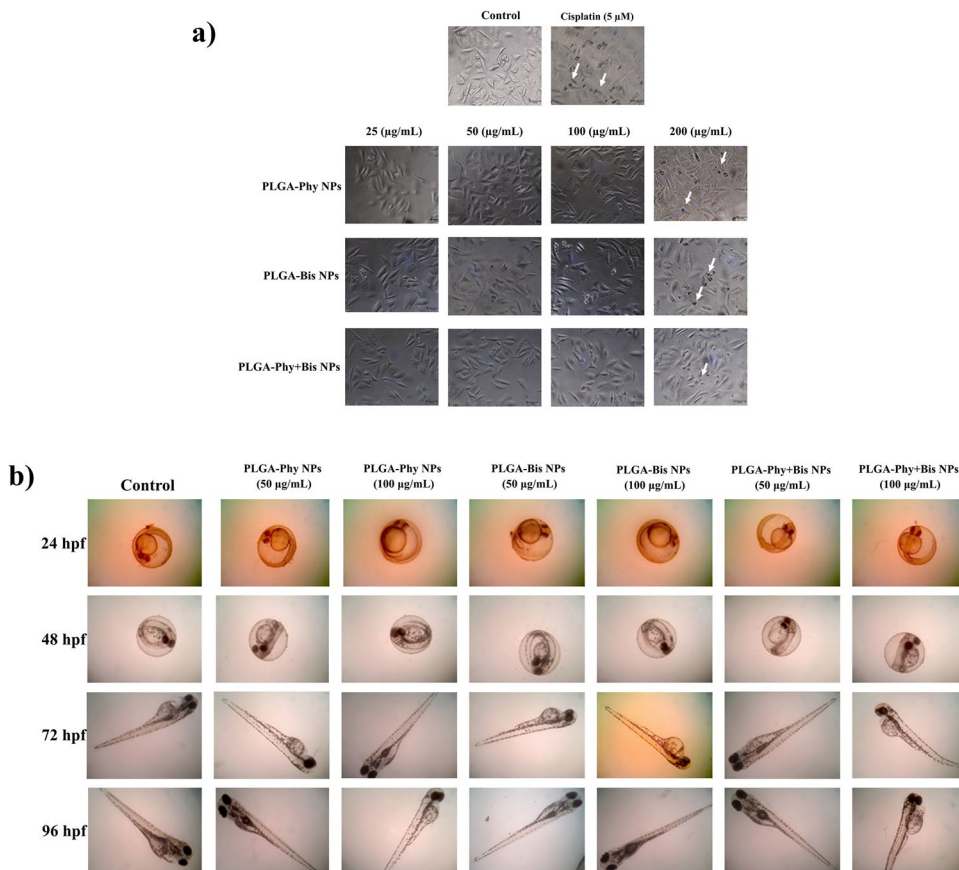 a)
Control
Cisplatin (5 µM)
25 (µg/mL)
50 (µg/mL)
100 (µg/mL)
200 (µg/mL)
PLGA-Phy NPs
PLGA-Bis NPs
PLGA-Phy+Bis NPs
b)
Control
PLGA-Phy NPs
(50 µg/mL)
PLGA-Phy NPs
(100 µg/mL)
PLGA-Bis NPs
(50 µg/mL)
PLGA-Bis NPs
(100 µg/mL)
PLGA-Phy+Bis NPs
(50 µg/mL)
PLGA-Phy+Bis NPs
(100 µg/mL)
24 hpf
48 hpf
72 hpf
96 hpf